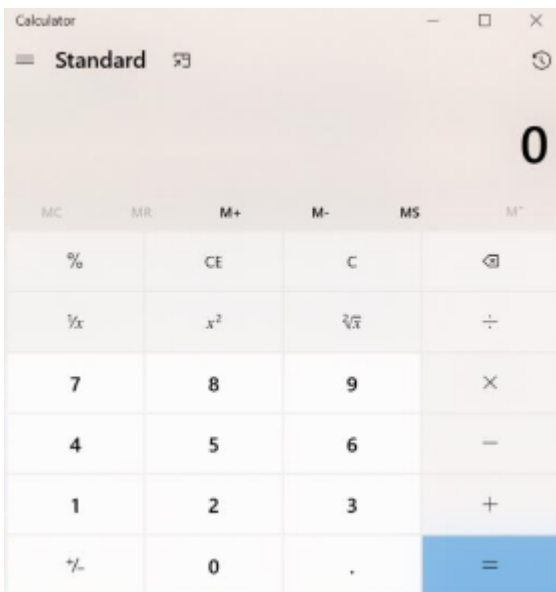 Calculator
Standard
0
MC MR M+ M- MS M˅
% CE C
⅟x x² ²√x ÷
7 8 9 ×
4 5 6 −
1 2 3 +
+/− 0 . =